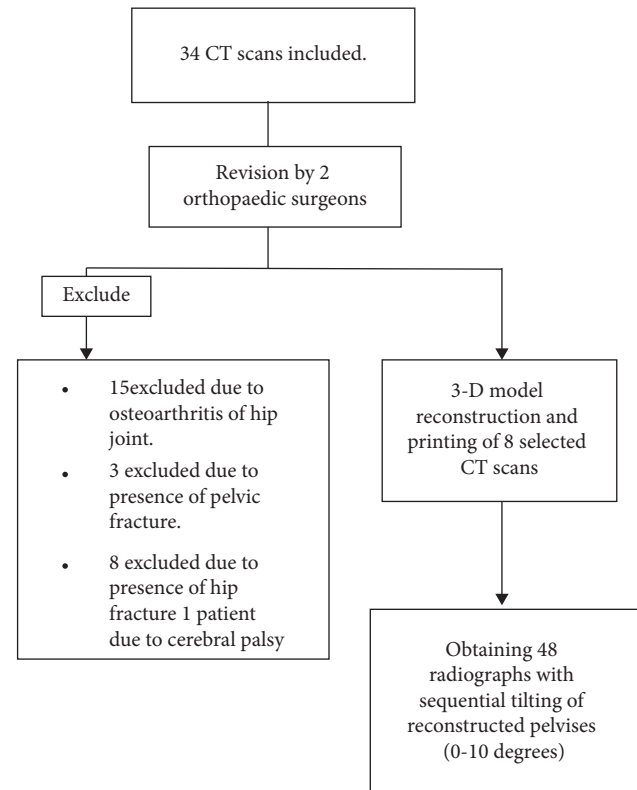 34 CT scans included.
Revision by 2
orthopaedic surgeons
Exclude
• 15excluded due to
osteoarthritis of hip
joint.
• 3 excluded due to
presence of pelvic
fracture.
• 8 excluded due to
presence of hip
fracture 1 patient
due to cerebral palsy
3-D model
reconstruction and
printing of 8 selected
CT scans
Obtaining 48
radiographs with
sequential tilting of
reconstructed pelvises
(0-10 degrees)